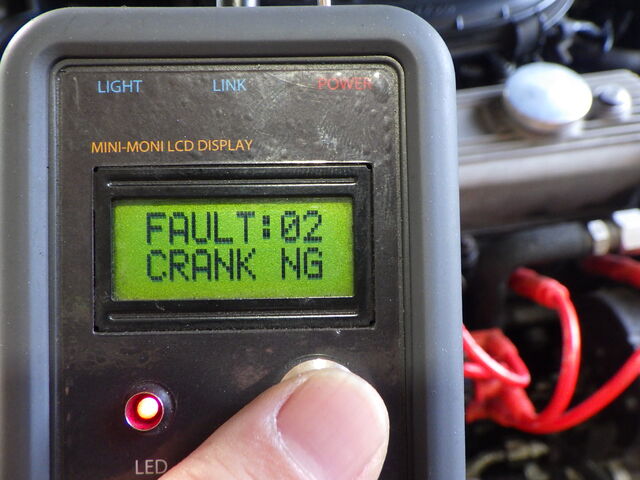 LIGHT LINK POWER
MINI-MONI LCD DISPLAY
FAULT:02
CRANK NG
LED